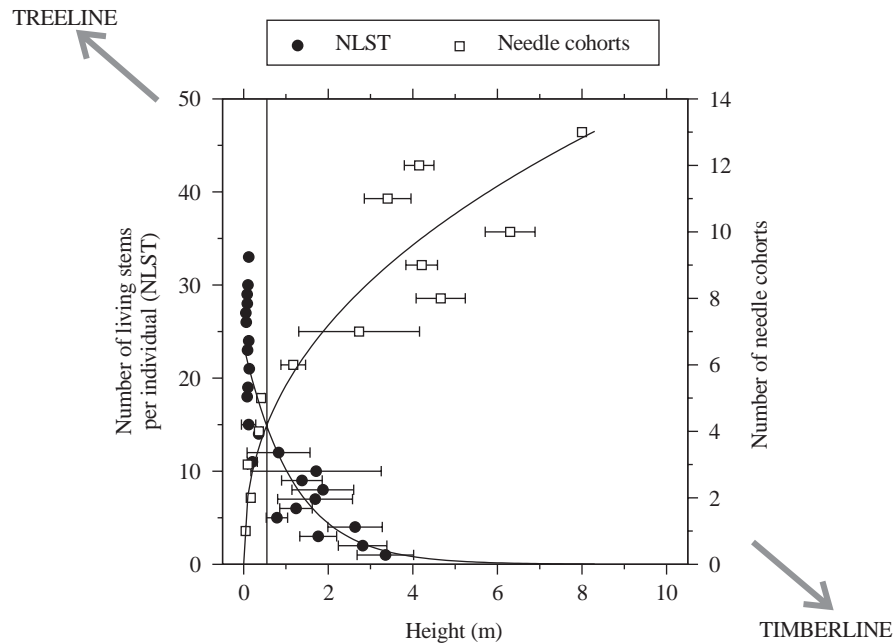 TREELINE
NLST Needle cohorts
50
40
30
20
10
0
Number of living stems
per individual (NLST)
14
12
10
8
6
4
2
0
Number of needle cohorts
0 2 4 6 8 10
Height (m)
TIMBERLINE